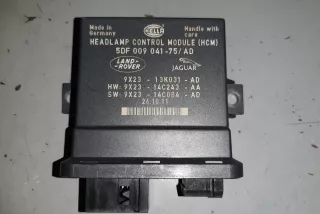 Made in
Germany
HELLA
Handle with
care
HEADLAMP CONTROL MODULE (HCM)
5DF 009 041-75/AD
LAND-
ROVER
JAGUAR
9X23 - 13K031 - AD
HW: 9X23 - 14C243 - AA
SW: 9X23 - 14C064 - AD
26.10.11